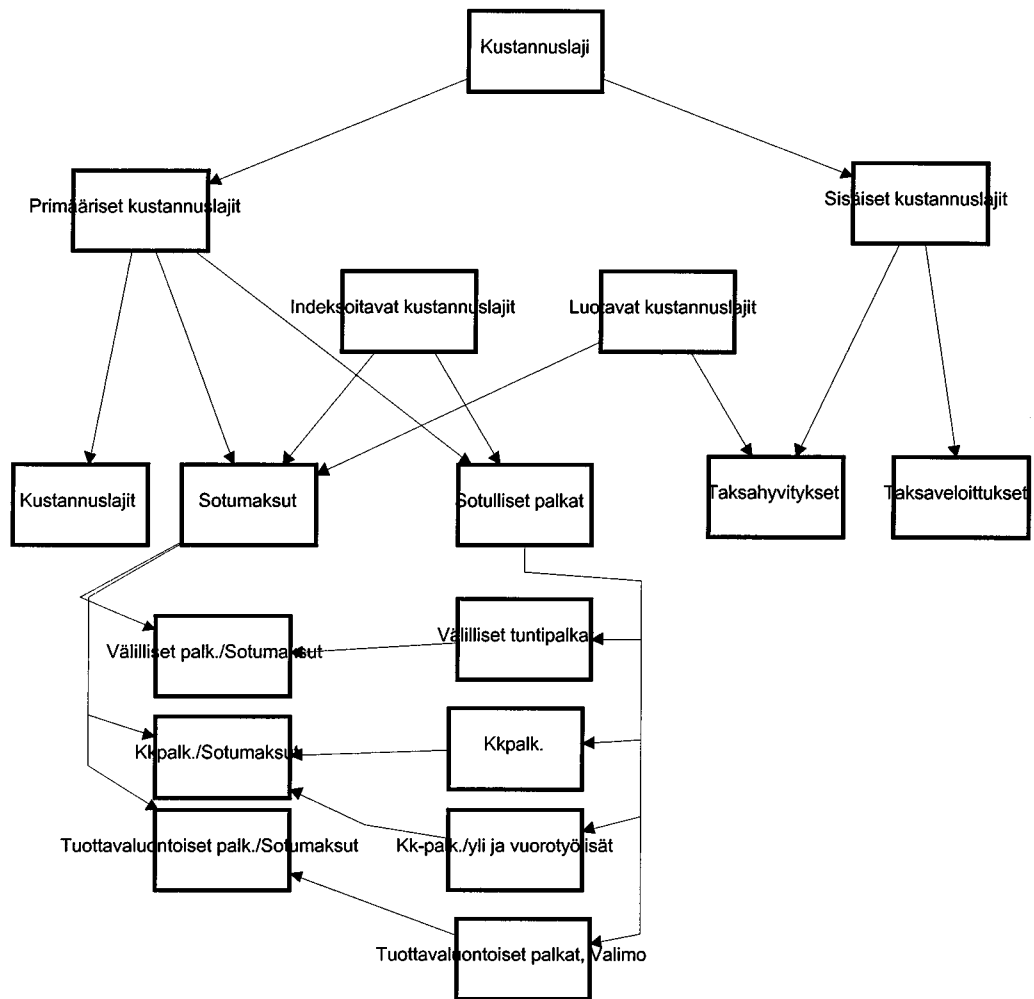 Kustannuslaji
Primääriset kustannuslajit
Sisäiset kustannuslajit
Indeksoitavat kustannuslajit
Luotavat kustannuslajit
Kustannuslajit
Sotumaksut
Sotulliset palkat
Taksahyvitykset
Taksaveloittukset
Välilliset palk./Sotumaksut
Välilliset tuntipalkat
Kkpalk./Sotumaksut
Kkpalk.
Tuottavaluontoiset palk./Sotumaksut
Kk-palk./yli ja vuorotyölisät
Tuottavaluontoiset palkat, Valimo